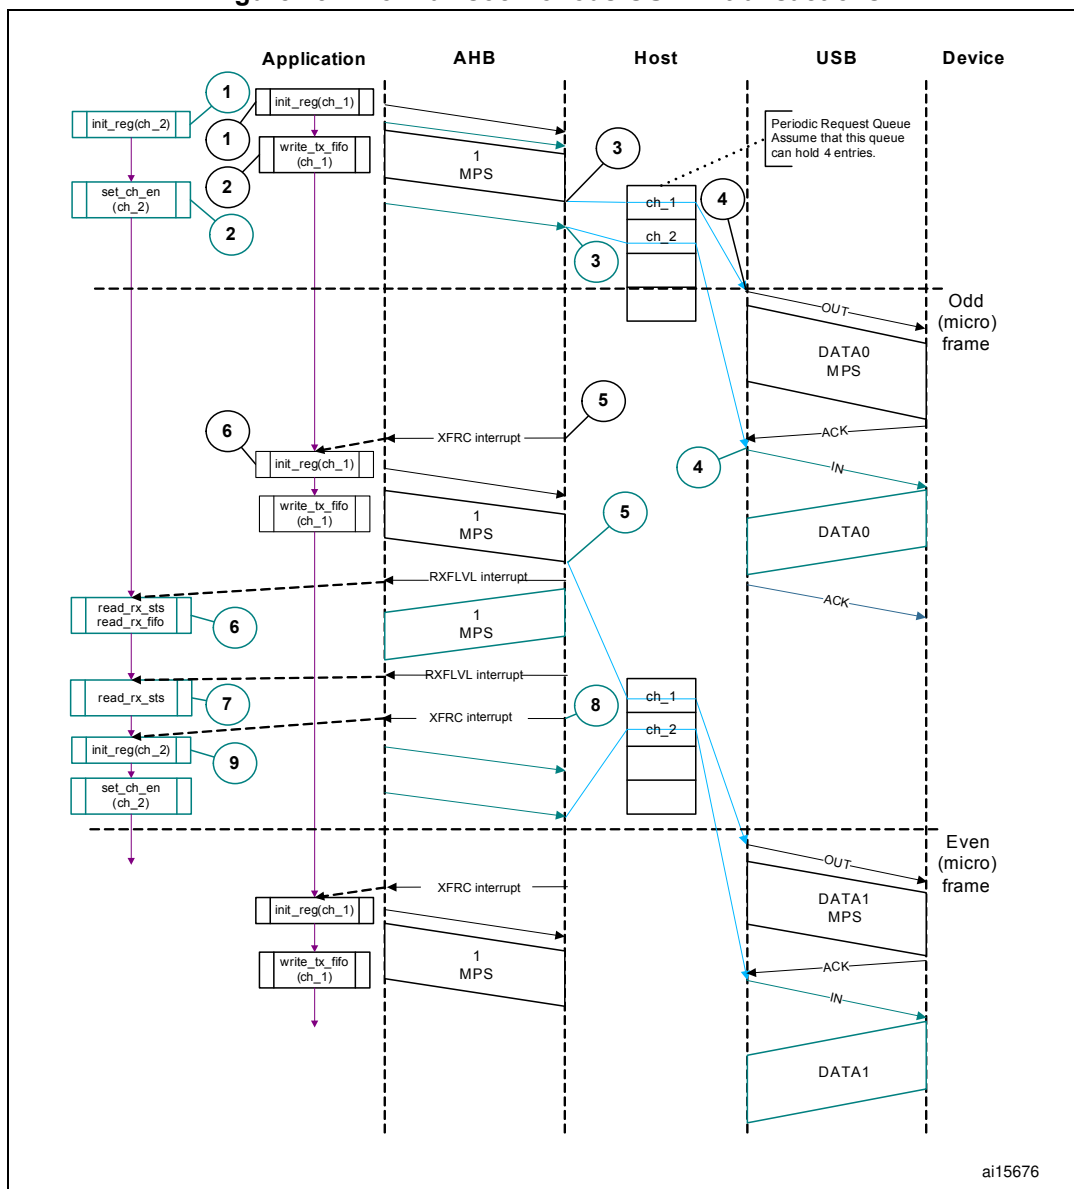 Application
AHB
Host
USB
Device
1
init_reg(ch_1)
init_reg(ch_2)
1
Periodic Request Queue
Assume that this queue
can hold 4 entries.
write_tx_fifo
(ch_1)
1
MPS
3
2
4
set_ch_en
(ch_2)
ch_1
2
ch_2
3
Odd
(micro)
frame
OUT
DATA0
MPS
5
6
XFRC interrupt
ACK
init_reg(ch_1)
4
IN
write_tx_fifo
(ch_1)
1
MPS
5
DATA0
RXFLVL interrupt
read_rx_sts
read_rx_fifo
6
1
MPS
ACK
RXFLVL interrupt
read_rx_sts
7
ch_1
8
XFRC interrupt
ch_2
init_reg(ch_2)
9
set_ch_en
(ch_2)
Even
(micro)
frame
OUT
XFRC interrupt
init_reg(ch_1)
DATA1
MPS
write_tx_fifo
(ch_1)
1
MPS
ACK
IN
DATA1
ai15676